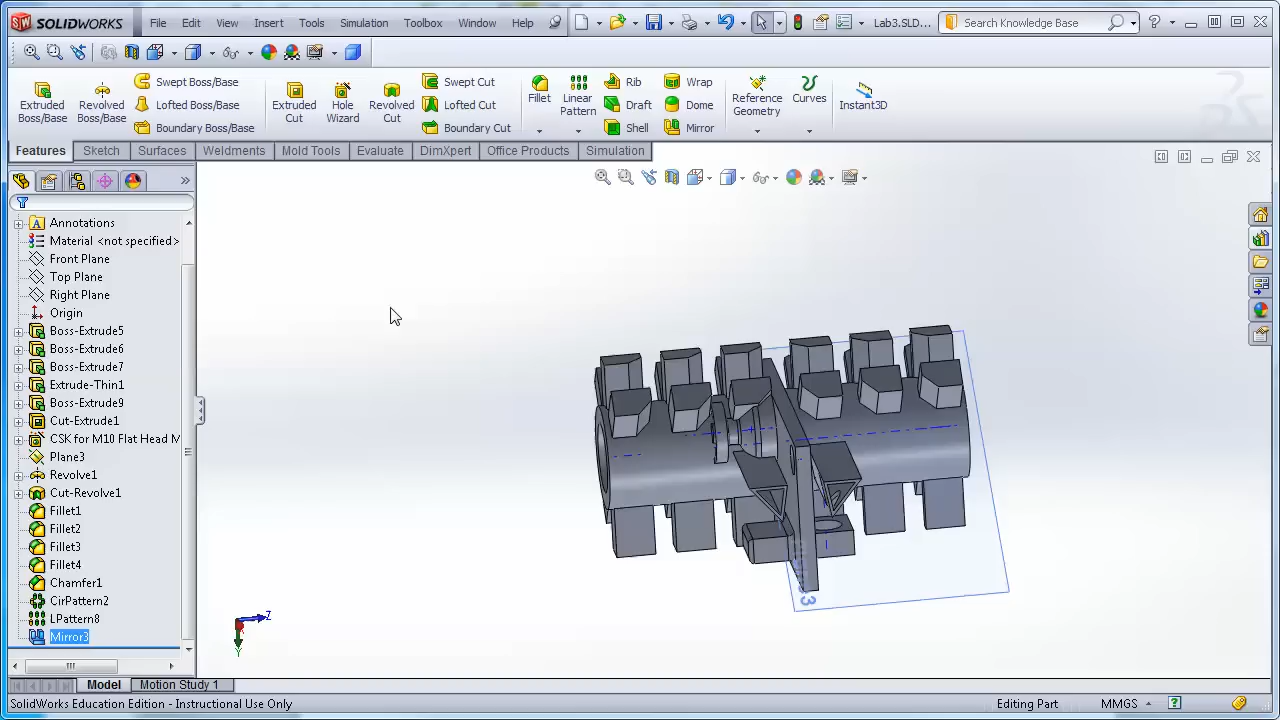 SOLIDWORKS File Edit View Insert Tools Simulation Toolbox Window Help Lab3.SLD... Search Knowledge Base
Extruded Boss/Base
Revolved Boss/Base
Swept Boss/Base
Lofted Boss/Base
Boundary Boss/Base
Extruded Cut
Hole Wizard
Revolved Cut
Swept Cut
Lofted Cut
Boundary Cut
Fillet
Linear Pattern
Rib
Draft
Shell
Wrap
Dome
Mirror
Reference Geometry
Curves
Instant3D
Features Sketch Surfaces Weldments Mold Tools Evaluate DimXpert Office Products Simulation
Annotations
Material <not specified>
Front Plane
Top Plane
Right Plane
Origin
Boss-Extrude5
Boss-Extrude6
Boss-Extrude7
Extrude-Thin1
Boss-Extrude9
Cut-Extrude1
CSK for M10 Flat Head M
Plane3
Revolve1
Cut-Revolve1
Fillet1
Fillet2
Fillet3
Fillet4
Chamfer1
CirPattern2
LPattern8
Mirror3
Z
Y
Model Motion Study 1
SolidWorks Education Edition - Instructional Use Only Editing Part MMGS